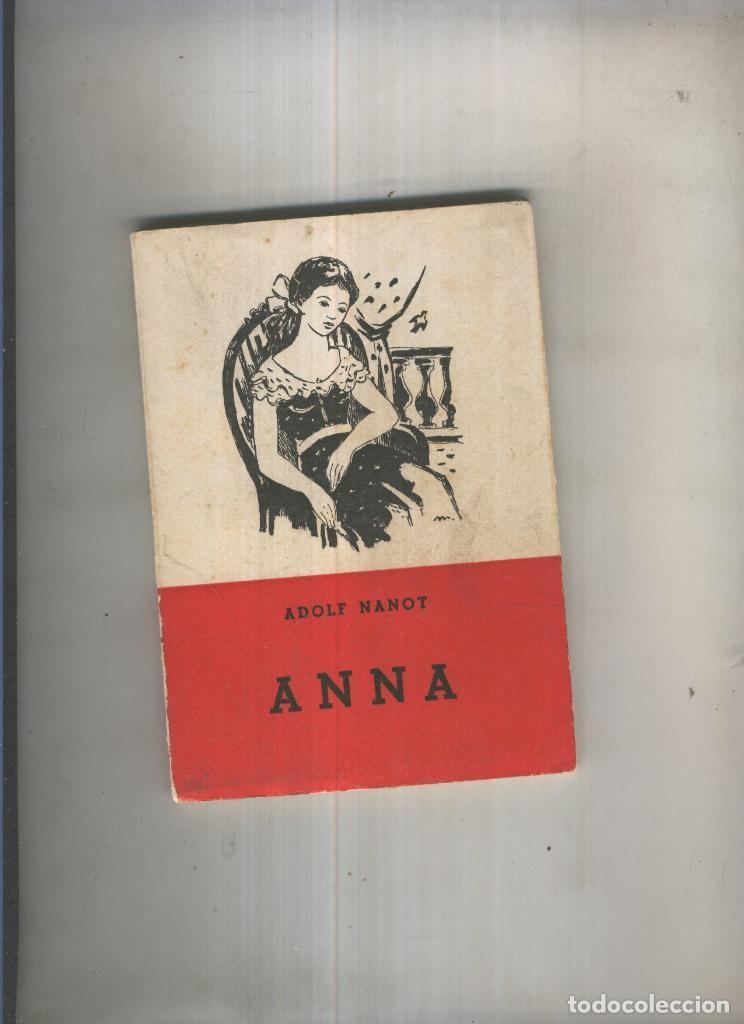 m.
ADOLF NANOT
ANNA
todocoleccion